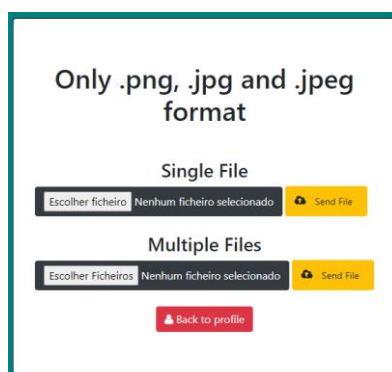 Only .png, .jpg and .jpeg
format
Single File
Escolher ficheiro Nenhum ficheiro selecionado Send File
Multiple Files
Escolher Ficheiros Nenhum ficheiro selecionado Send File
Back to profile